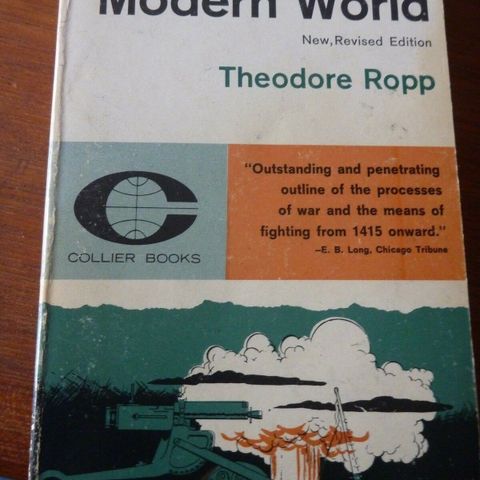 Modern World
New, Revised Edition
Theodore Ropp
"Outstanding and penetrating
outline of the processes
of war and the means of
fighting from 1415 onward."
—E. B. Long, Chicago Tribune
COLLIER BOOKS